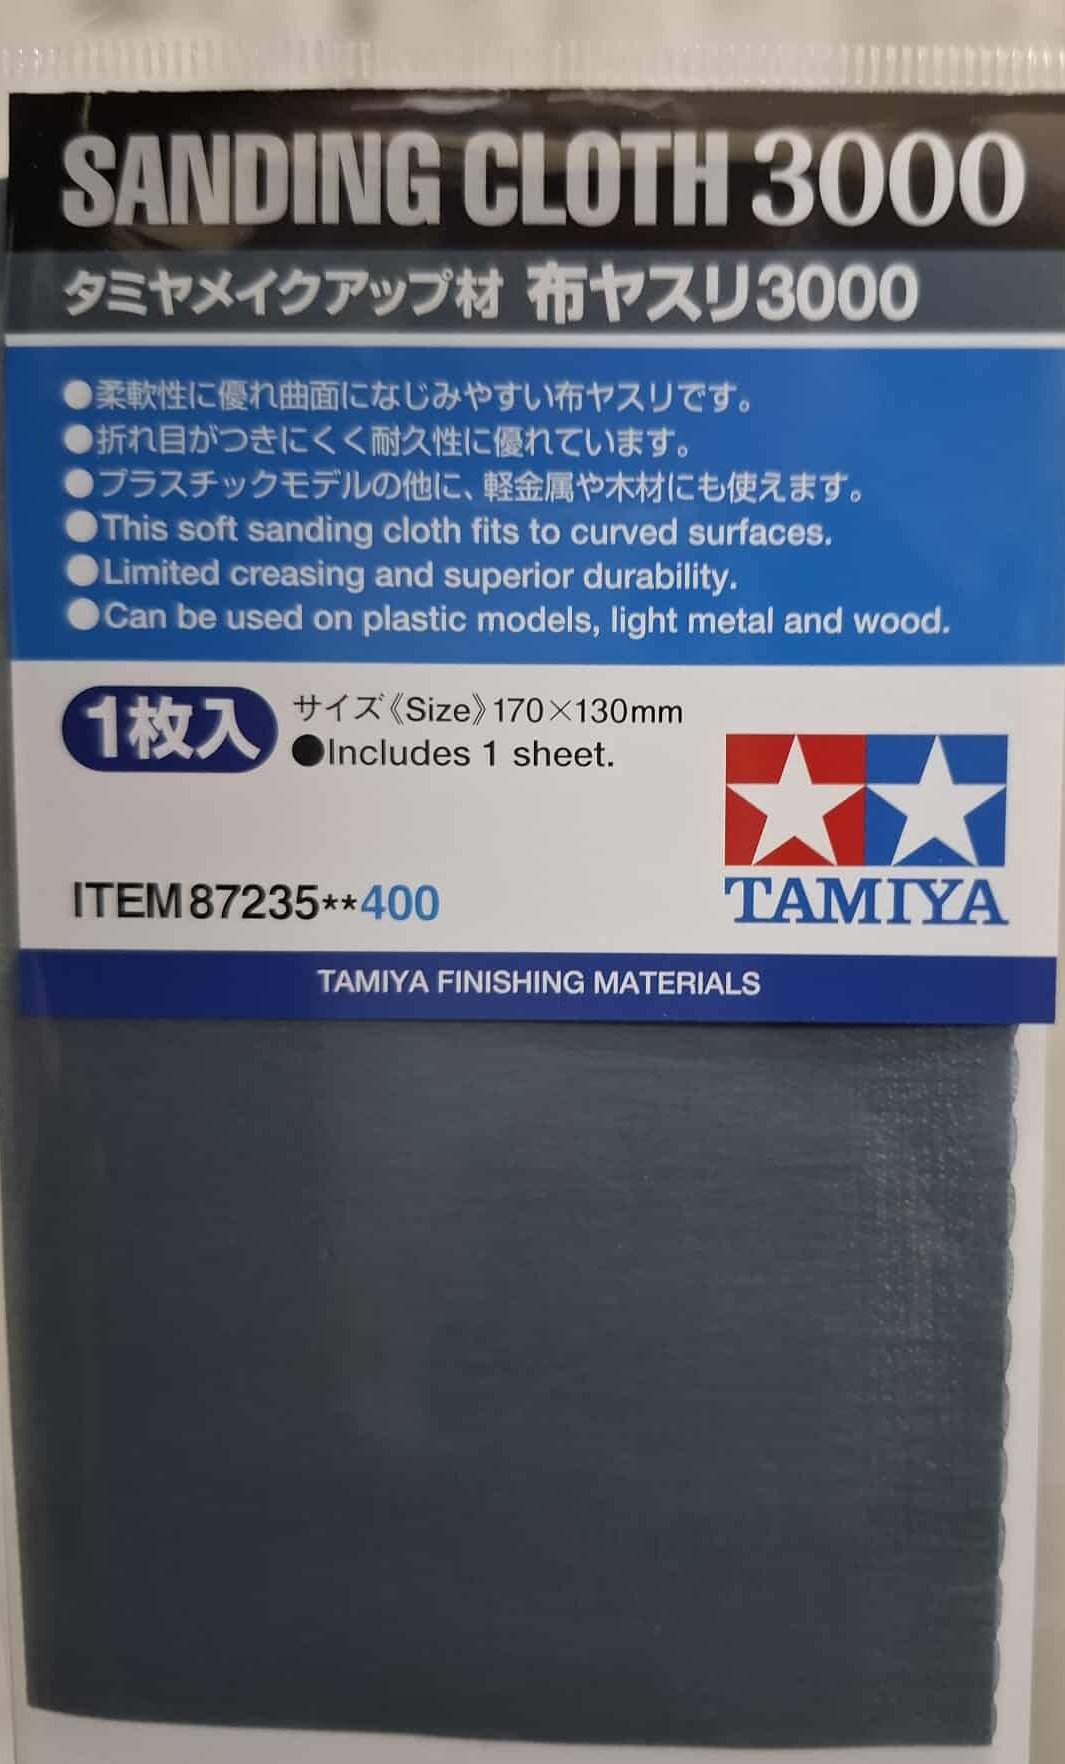 SANDING CLOTH 3000
タミヤメイクアップ材 布ヤスリ3000
●柔軟性に優れ曲面になじみやすい布ヤスリです。
●折れ目がつきにくく耐久性に優れています。
●プラスチックモデルの他に、軽金属や木材にも使えます。
●This soft sanding cloth fits to curved surfaces.
●Limited creasing and superior durability.
●Can be used on plastic models, light metal and wood.
1枚入 サイズ《Size》170×130mm
●Includes 1 sheet.
ITEM 87235**400
TAMIYA
TAMIYA FINISHING MATERIALS